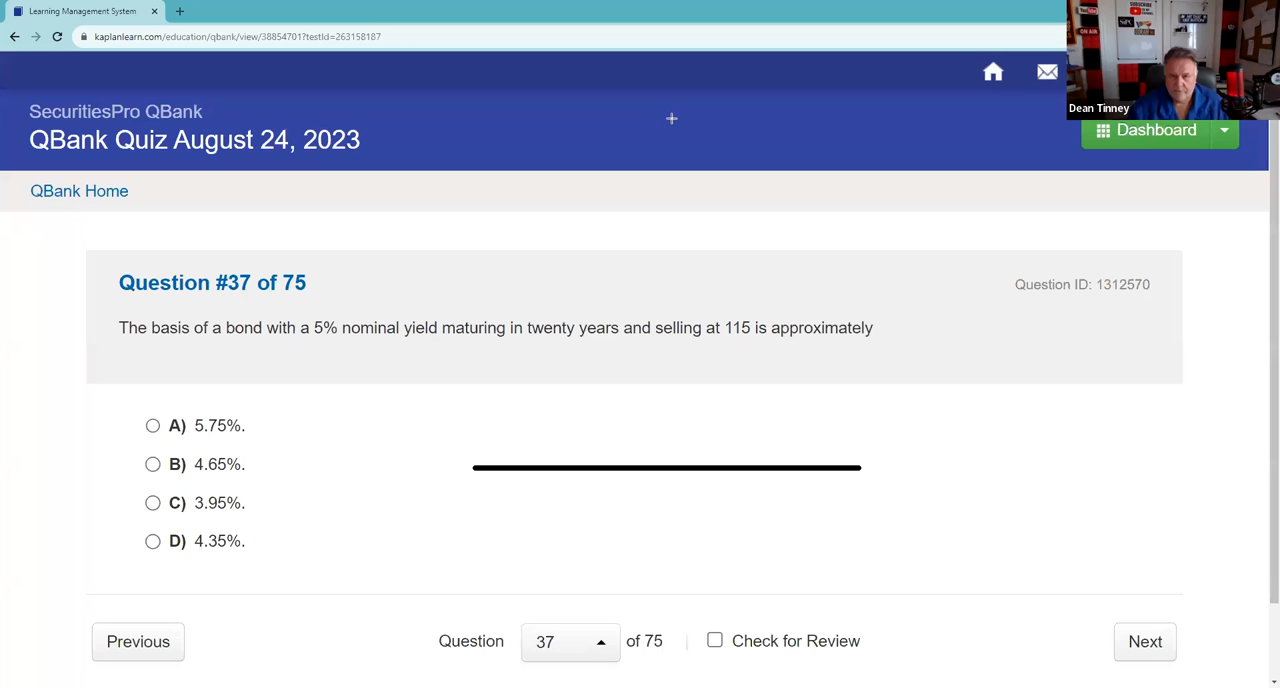 Learning Management System
kaplanlearn.com/education/qbank/view/38854701?testId=263158187
Dean Tinney
SecuritiesPro QBank
QBank Quiz August 24, 2023
Dashboard
QBank Home
Question #37 of 75
Question ID: 1312570
The basis of a bond with a 5% nominal yield maturing in twenty years and selling at 115 is approximately
A) 5.75%.
B) 4.65%.
C) 3.95%.
D) 4.35%.
Previous
Question 37 of 75
Check for Review
Next